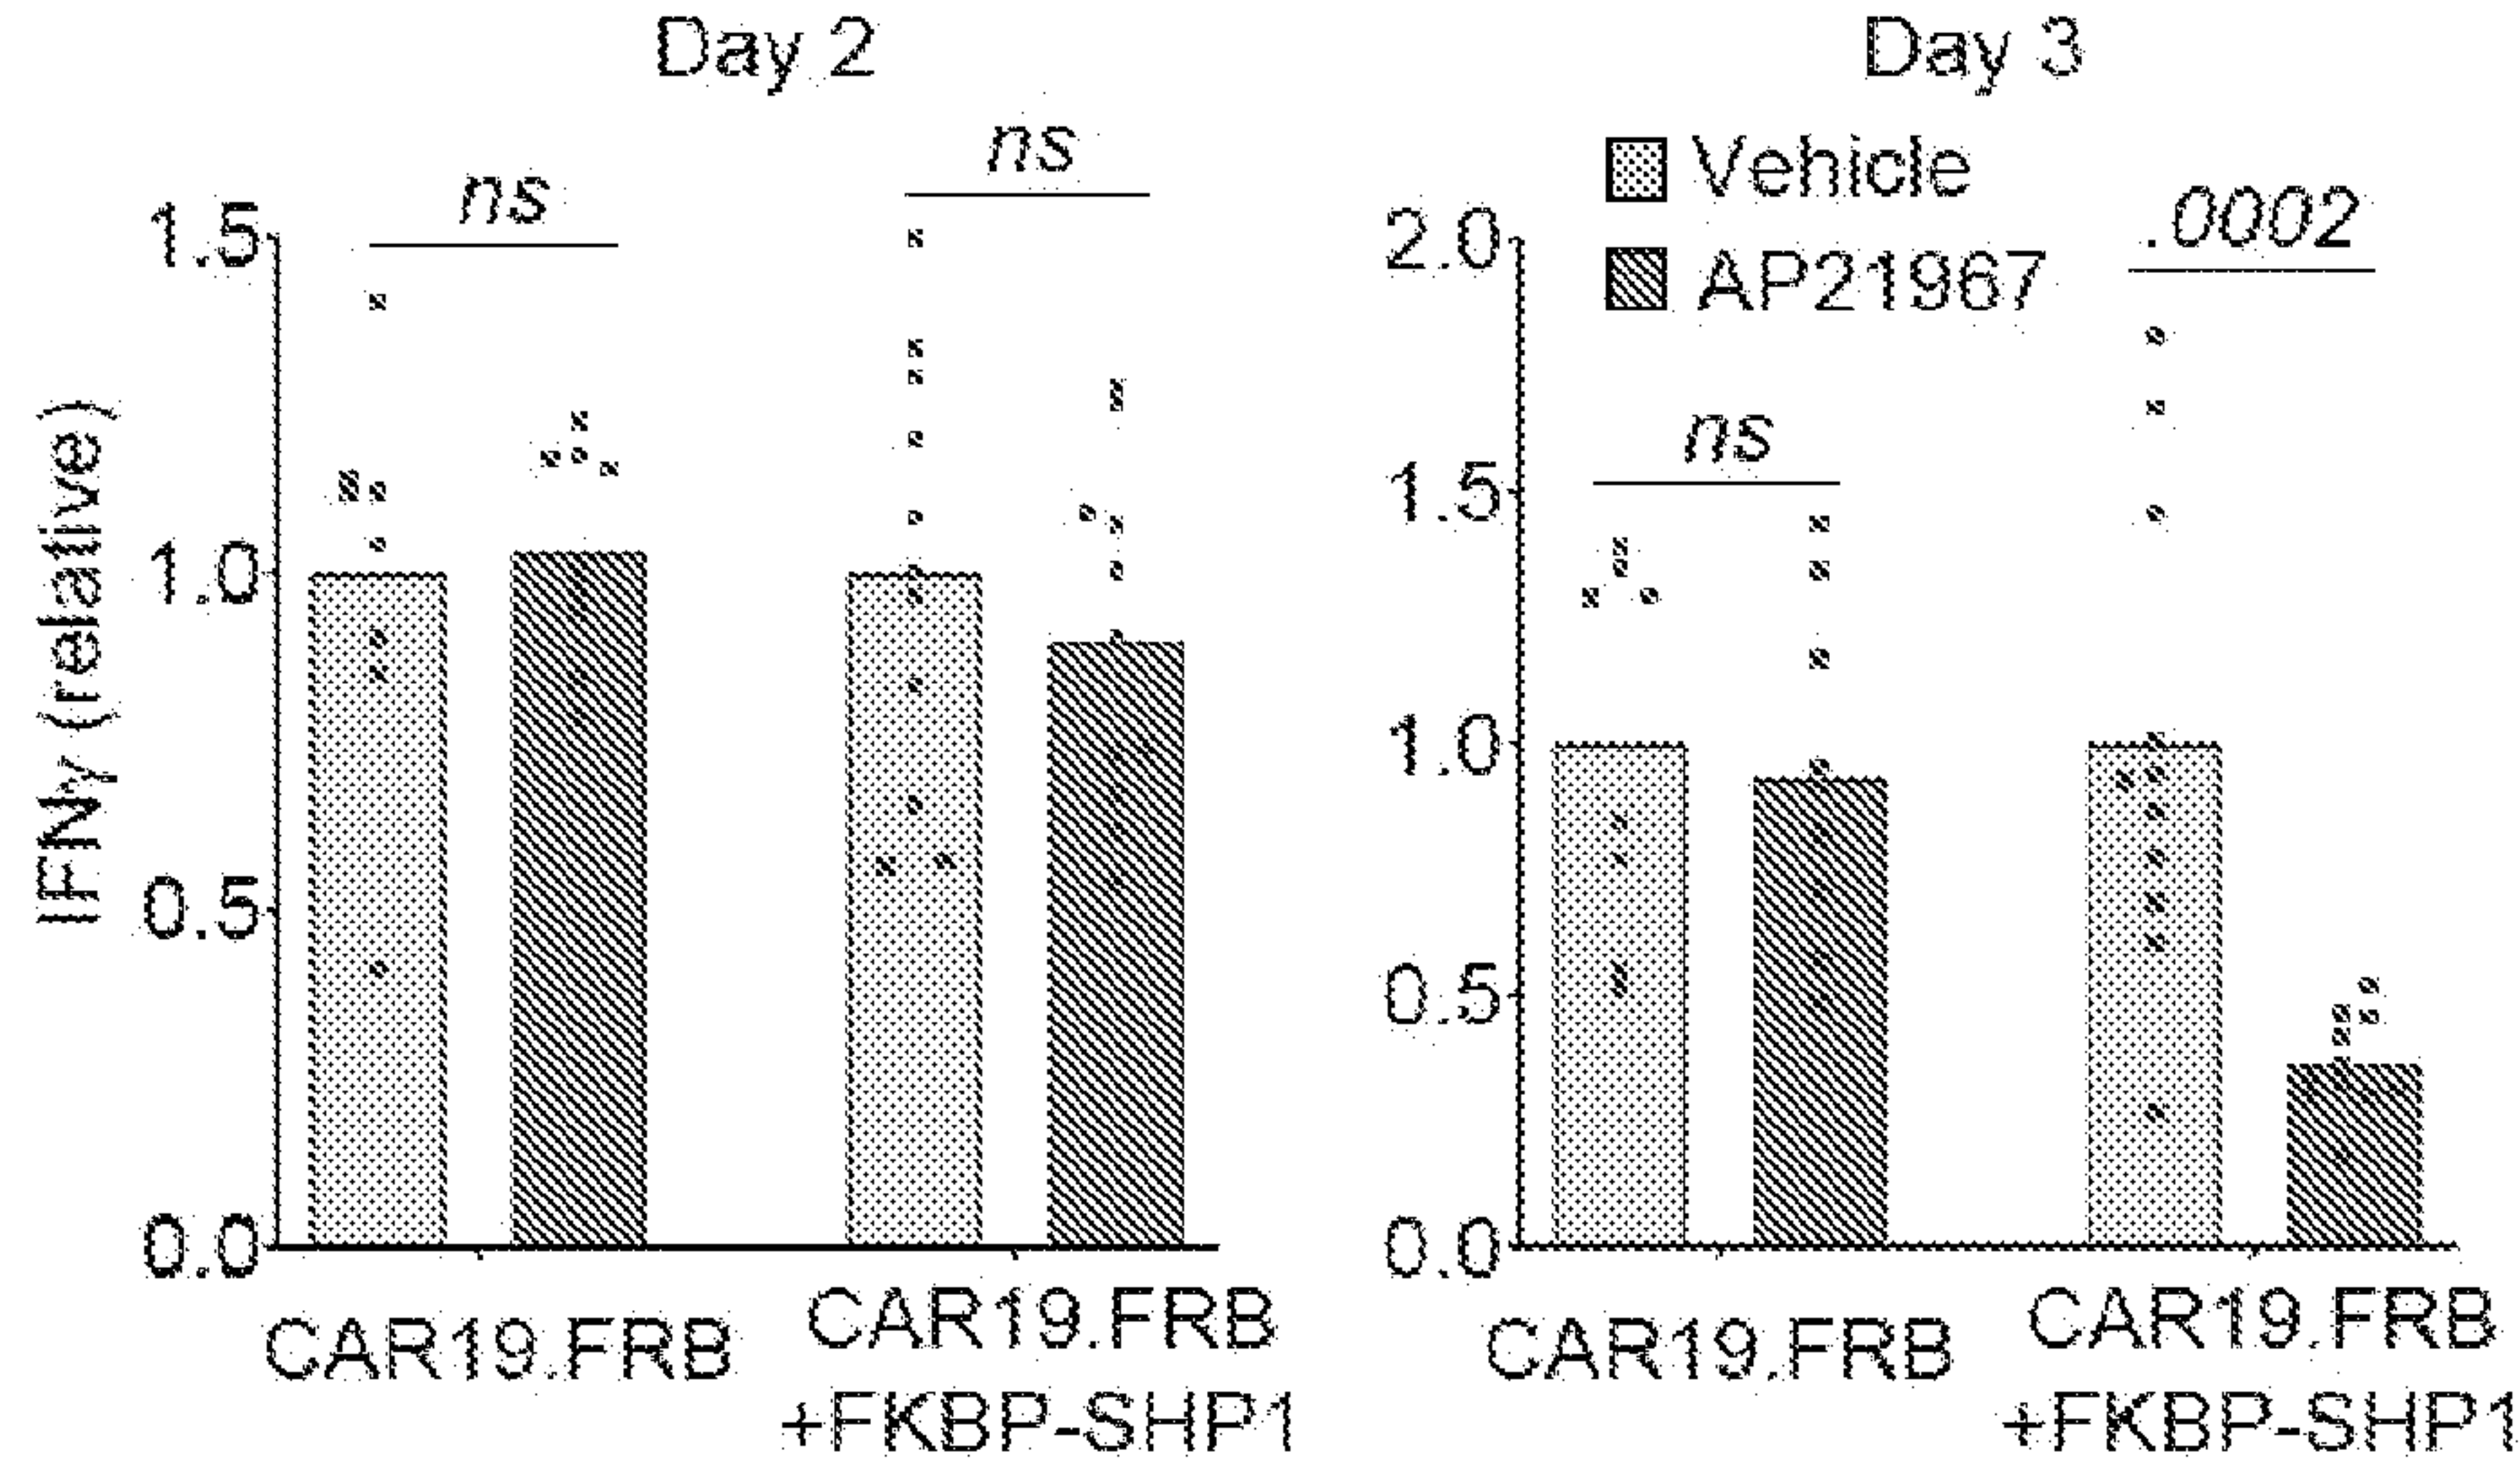 Day 2
ns
ns
IFNγ (relative)
1.5
1.0
0.5
0.0
CAR19.FRB
CAR19.FRB
+FKBP-SHP1
Day 3
Vehicle
AP21967
.0002
ns
2.0
1.5
1.0
0.5
0.0
CAR19.FRB
CAR19.FRB
+FKBP-SHP1